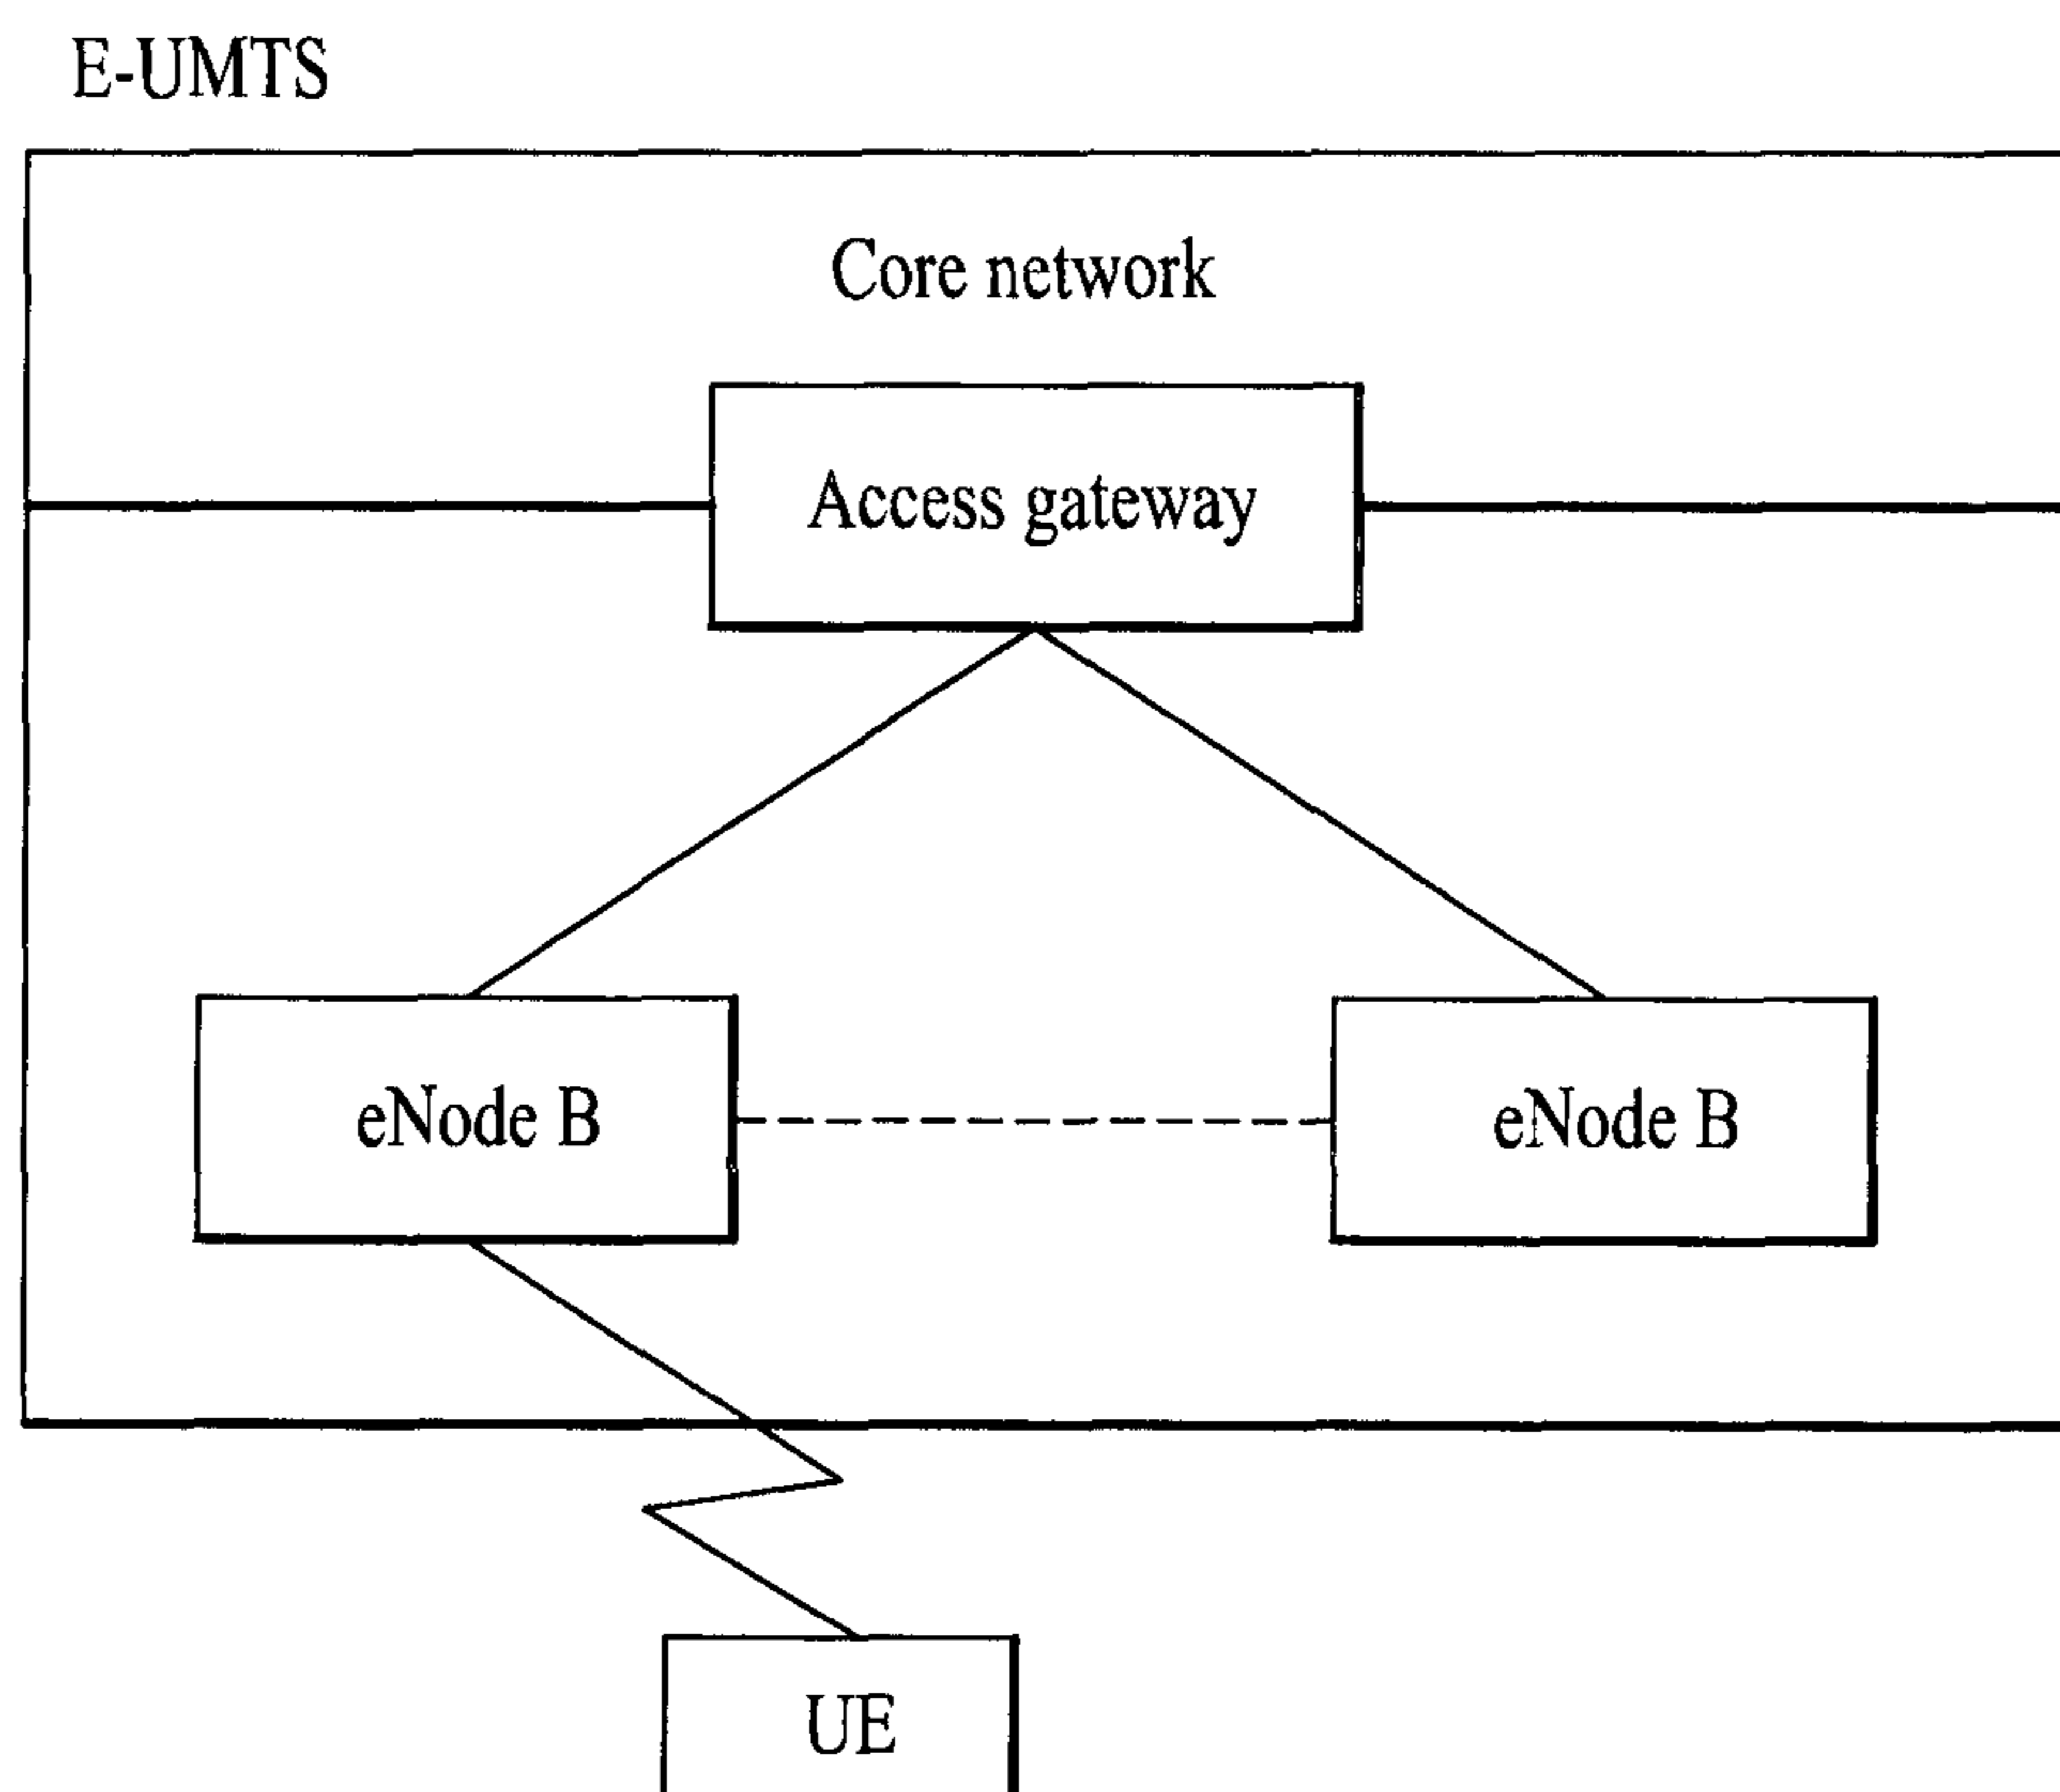 E-UMTS
Core network
Access gateway
eNode B
eNode B
UE